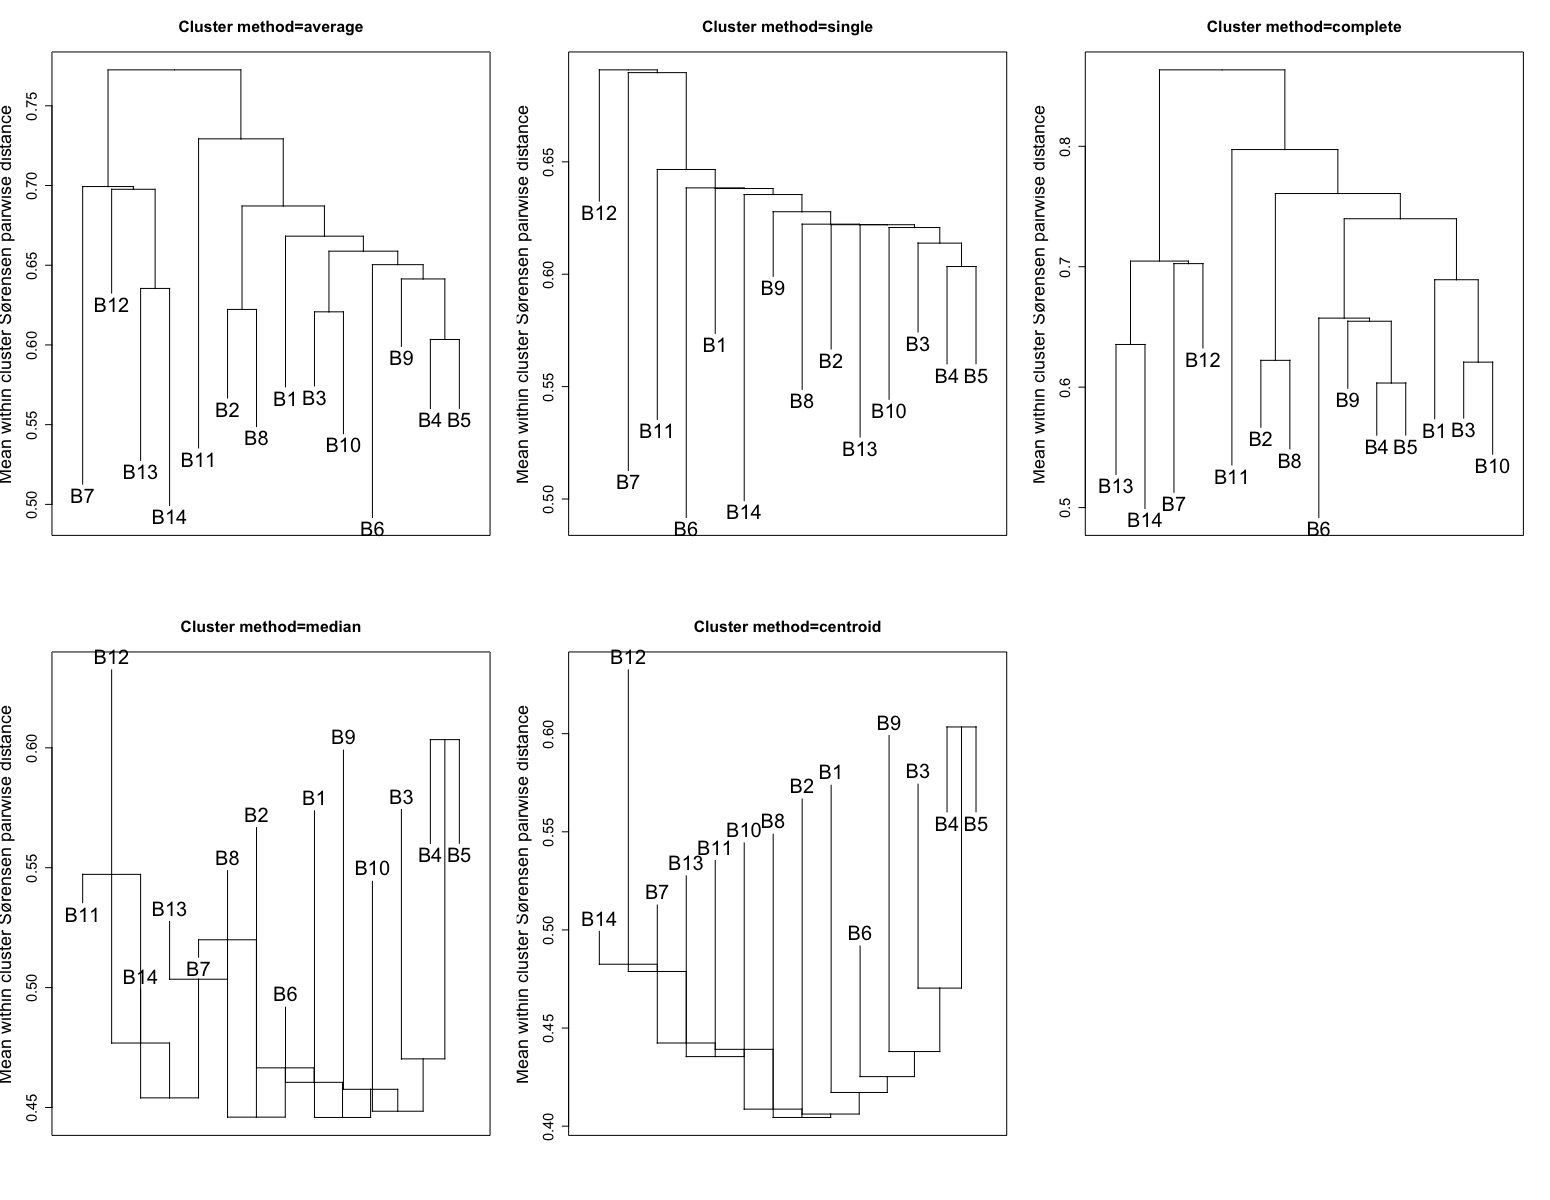 Cluster method=average
Mean within cluster Sørensen pairwise distance
0.75
0.70
0.65
0.60
0.55
0.50
B7
B12
B13
B14
B11
B2
B8
B1
B3
B10
B6
B9
B4
B5
Cluster method=single
Mean within cluster Sørensen pairwise distance
0.65
0.60
0.55
0.50
B12
B7
B11
B6
B1
B14
B9
B8
B2
B13
B10
B3
B4
B5
Cluster method=complete
Mean within cluster Sørensen pairwise distance
0.8
0.7
0.6
0.5
B13
B14
B7
B12
B11
B2
B8
B6
B9
B4
B5
B1
B3
B10
Cluster method=median
Mean within cluster Sørensen pairwise distance
0.60
0.55
0.50
0.45
B11
B12
B14
B13
B7
B8
B2
B6
B1
B9
B10
B3
B4
B5
Cluster method=centroid
Mean within cluster Sørensen pairwise distance
0.60
0.55
0.50
0.45
0.40
B14
B12
B7
B13
B11
B10
B8
B2
B1
B6
B9
B3
B4
B5